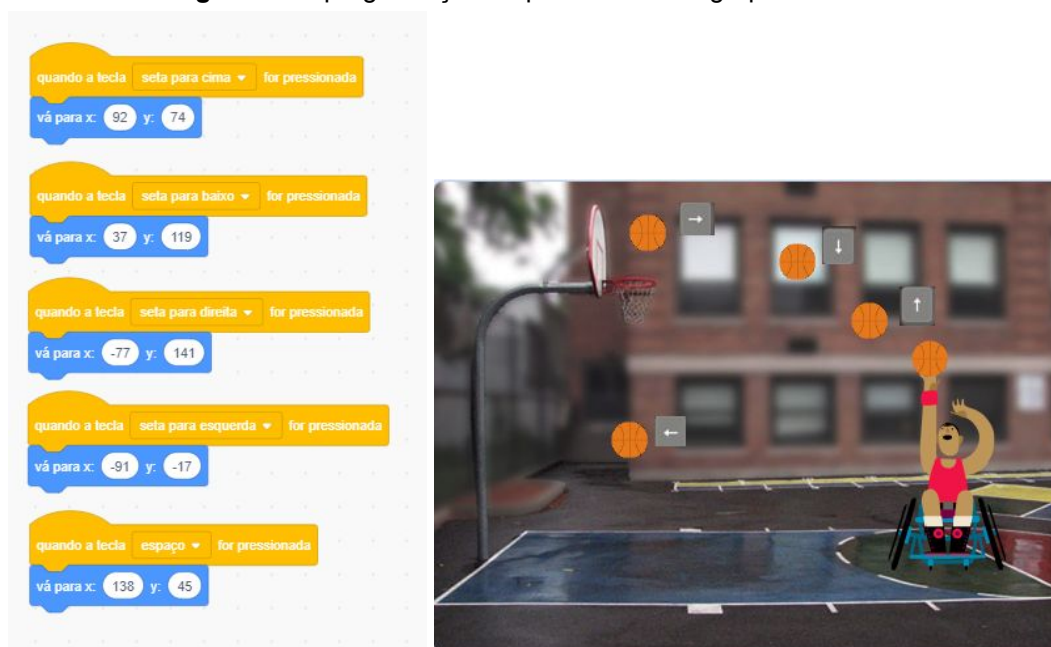 quando a tecla seta para cima for pressionada
vá para x: 92 y: 74
quando a tecla seta para baixo for pressionada
vá para x: 37 y: 119
quando a tecla seta para direita for pressionada
vá para x: -77 y: 141
quando a tecla seta para esquerda for pressionada
vá para x: -91 y: -17
quando a tecla espaço for pressionada
vá para x: 138 y: 45
→
↓
↑
←